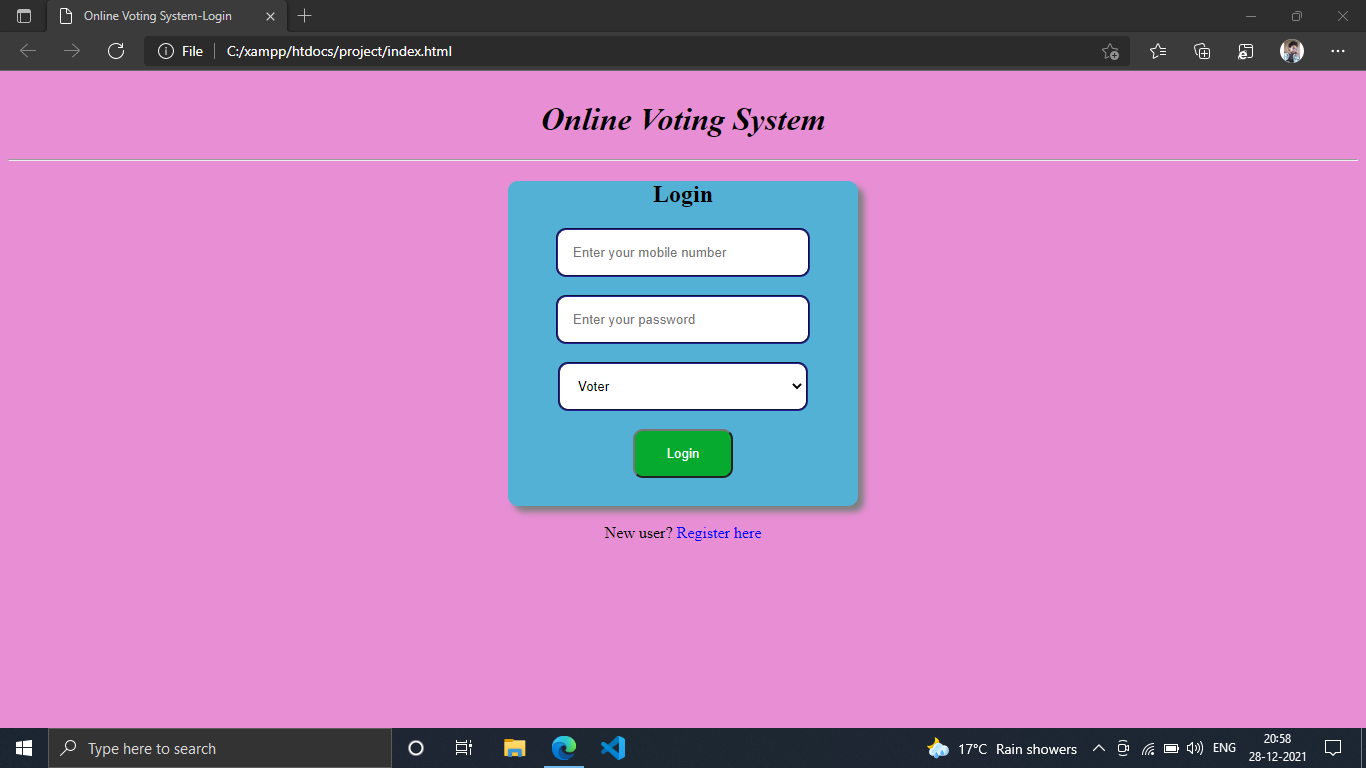 Online Voting System-Login
File
C:/xampp/htdocs/project/index.html
Online Voting System
Login
Enter your mobile number
Enter your password
Voter
Login
New user? Register here
Type here to search
17°C Rain showers
ENG
20:58
28-12-2021